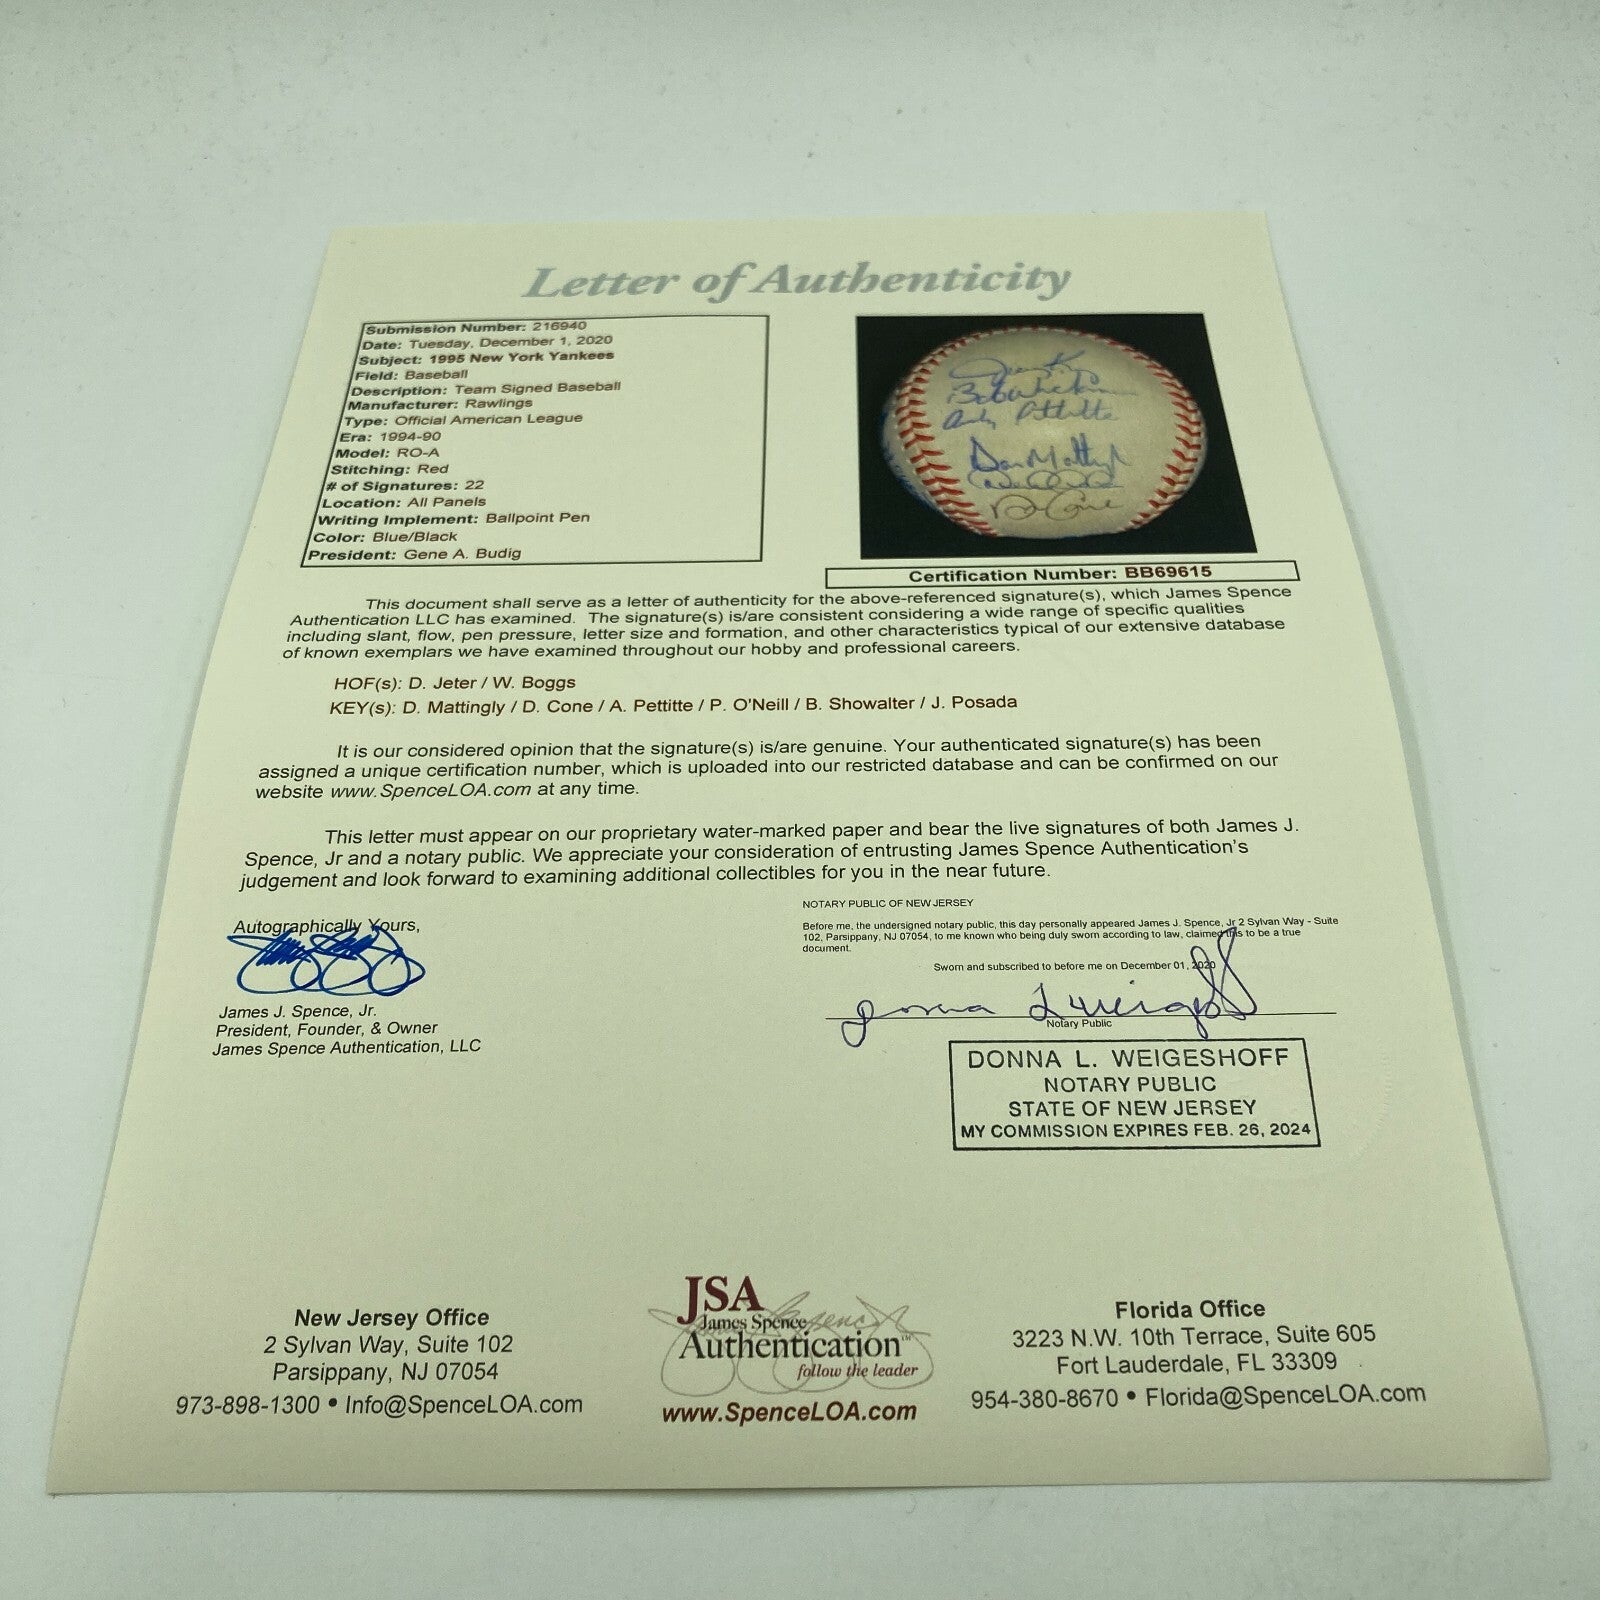 Letter of Authenticity
Submission Number: 216940
Date: Tuesday, December 1, 2020
Subject: 1995 New York Yankees
Field: Baseball
Description: Team Signed Baseball
Manufacturer: Rawlings
Type: Official American League
Era: 1994-90
Model: RO-A
Stitching: Red
# of Signatures: 22
Location: All Panels
Writing Implement: Ballpoint Pen
Color: Blue/Black
President: Gene A. Budig
Bob Wickman
Andy Pettitte
Don Mattingly
D Cone
Certification Number: BB69615
This document shall serve as a letter of authenticity for the above-referenced signature(s), which James Spence
Authentication LLC has examined. The signature(s) is/are consistent considering a wide range of specific qualities
including slant, flow, pen pressure, letter size and formation, and other characteristics typical of our extensive database
of known exemplars we have examined throughout our hobby and professional careers.
HOF(s): D. Jeter / W. Boggs
KEY(s): D. Mattingly / D. Cone / A. Pettitte / P. O'Neill / B. Showalter / J. Posada
It is our considered opinion that the signature(s) is/are genuine. Your authenticated signature(s) has been
assigned a unique certification number, which is uploaded into our restricted database and can be confirmed on our
website www.SpenceLOA.com at any time.
This letter must appear on our proprietary water-marked paper and bear the live signatures of both James J.
Spence, Jr and a notary public. We appreciate your consideration of entrusting James Spence Authentication's
judgement and look forward to examining additional collectibles for you in the near future.
Autographically Yours,
James J. Spence, Jr.
President, Founder, & Owner
James Spence Authentication, LLC
NOTARY PUBLIC OF NEW JERSEY
Before me, the undersigned notary public, this day personally appeared James J. Spence, Jr 2 Sylvan Way - Suite
102, Parsippany, NJ 07054, to me known who being duly sworn according to law, claimed this to be a true
document.
Sworn and subscribed to before me on December 01, 2020
Donna L Weigeshoff
Notary Public
DONNA L. WEIGESHOFF
NOTARY PUBLIC
STATE OF NEW JERSEY
MY COMMISSION EXPIRES FEB. 26, 2024
New Jersey Office
2 Sylvan Way, Suite 102
Parsippany, NJ 07054
973-898-1300 • Info@SpenceLOA.com
JSA
James Spence
Authentication™
follow the leader
www.SpenceLOA.com
Florida Office
3223 N.W. 10th Terrace, Suite 605
Fort Lauderdale, FL 33309
954-380-8670 • Florida@SpenceLOA.com